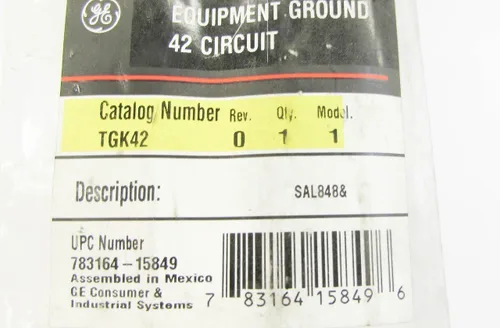 GE
EQUIPMENT GROUND
42 CIRCUIT
Catalog Number Rev. Qty. Model.
TGK42 0 1 1
Description: SAL848&
UPC Number
783164-15849
Assembled in Mexico
GE Consumer &
Industrial Systems
7 83164 15849 6